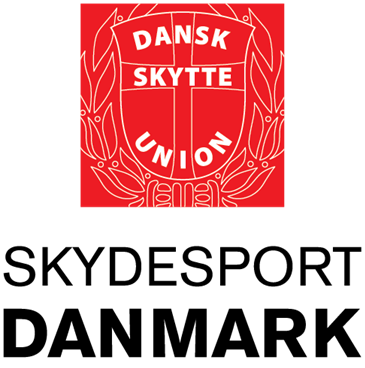 DANSK
SKYTTE
UNION
SKYDESPORT
DANMARK